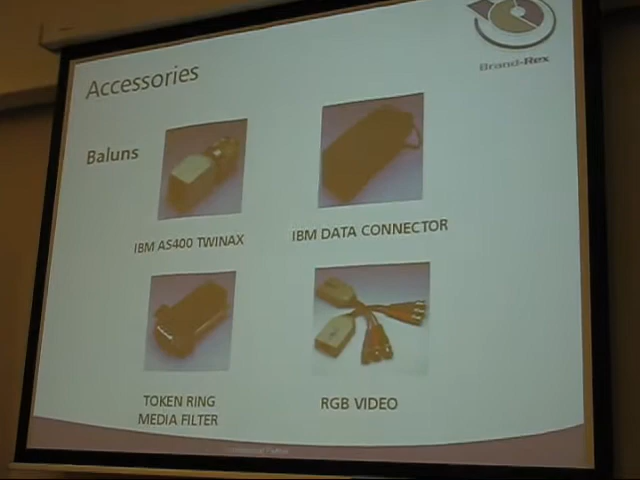 Accessories
Brand-Rex
Baluns
IBM AS400 TWINAX
IBM DATA CONNECTOR
TOKEN RING
MEDIA FILTER
RGB VIDEO